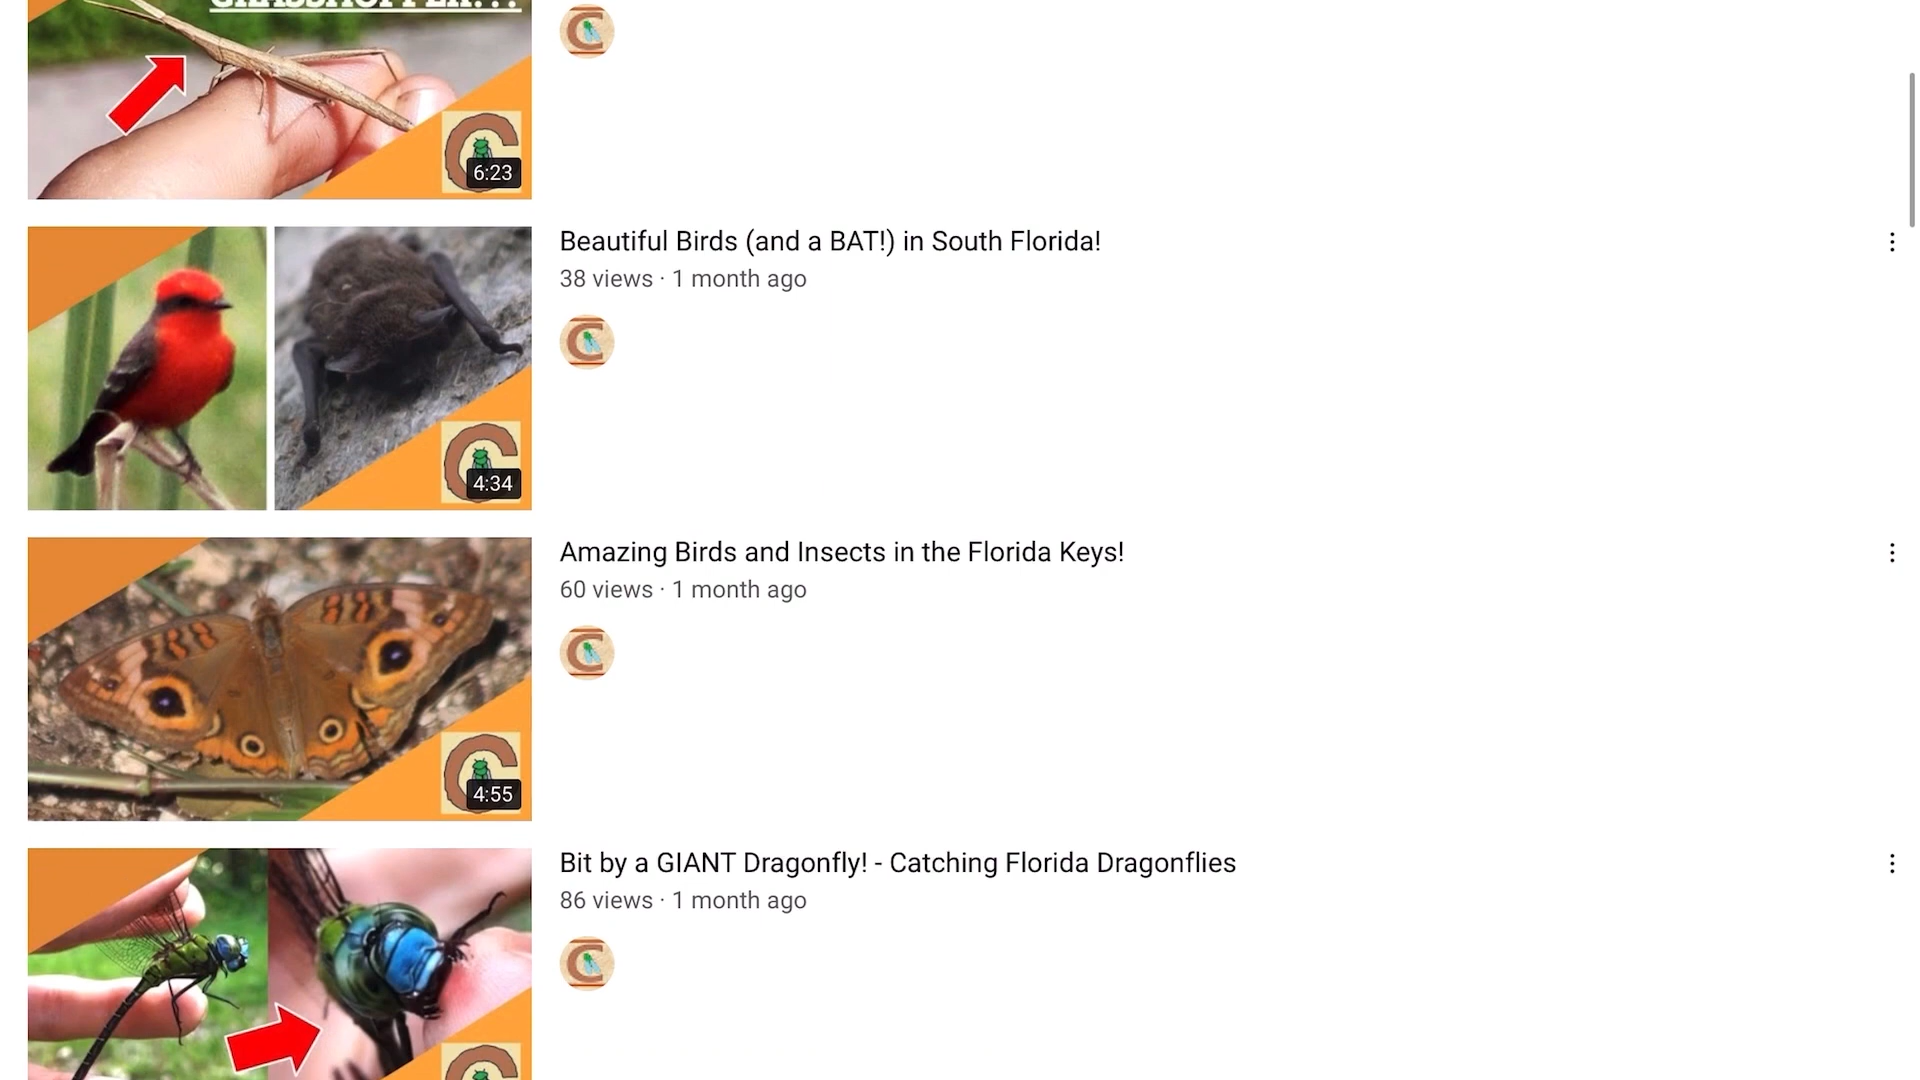 GRASSHOPPER...
6:23
Beautiful Birds (and a BAT!) in South Florida!
38 views · 1 month ago
4:34
Amazing Birds and Insects in the Florida Keys!
60 views · 1 month ago
4:55
Bit by a GIANT Dragonfly! - Catching Florida Dragonflies
86 views · 1 month ago